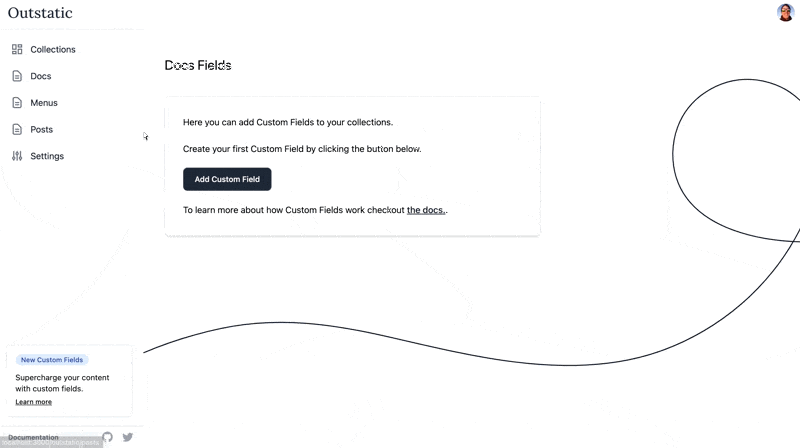 Outstatic
Collections
Docs
Menus
Posts
Settings
Docs Fields
Here you can add Custom Fields to your collections.
Create your first Custom Field by clicking the button below.
Add Custom Field
To learn more about how Custom Fields work checkout the docs..
New Custom Fields
Supercharge your content
with custom fields.
Learn more
Documentation